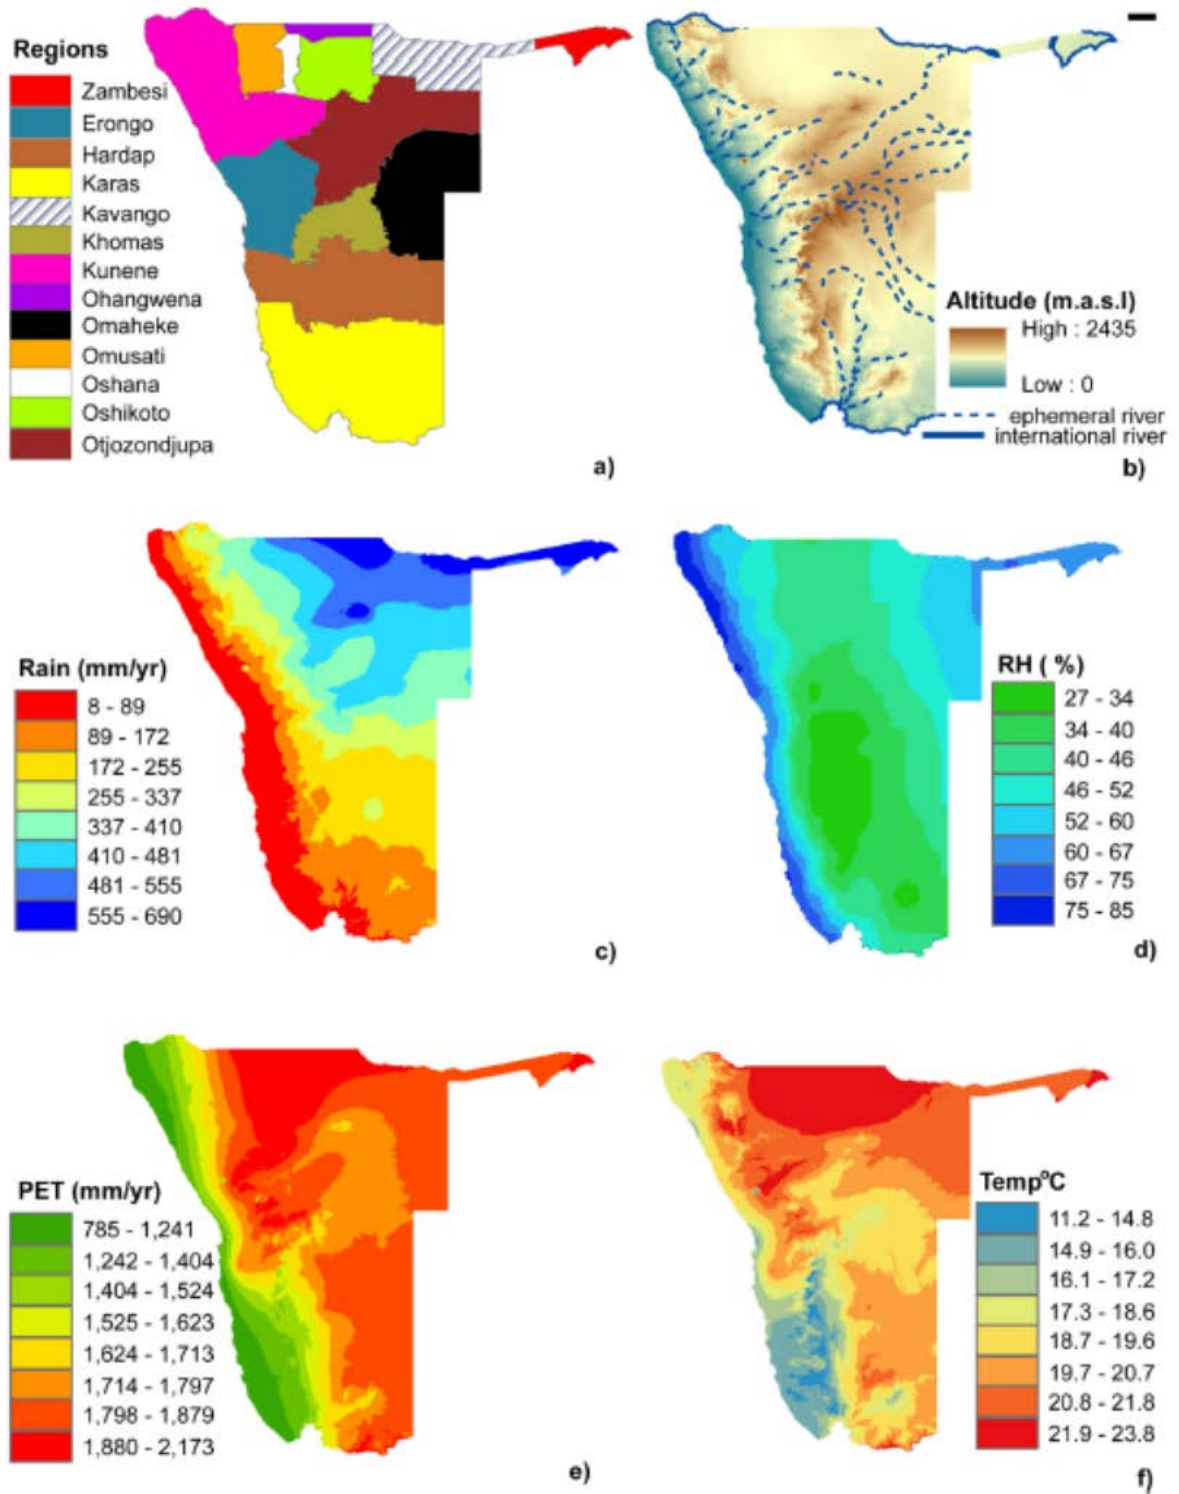 Regions
Zambesi
Erongo
Hardap
Karas
Kavango
Khomas
Kunene
Ohangwena
Omaheke
Omusati
Oshana
Oshikoto
Otjozondjupa
a)
Altitude (m.a.s.l)
High : 2435
Low : 0
ephemeral river
international river
b)
Rain (mm/yr)
8 - 89
89 - 172
172 - 255
255 - 337
337 - 410
410 - 481
481 - 555
555 - 690
c)
RH ( %)
27 - 34
34 - 40
40 - 46
46 - 52
52 - 60
60 - 67
67 - 75
75 - 85
d)
PET (mm/yr)
785 - 1,241
1,242 - 1,404
1,404 - 1,524
1,525 - 1,623
1,624 - 1,713
1,714 - 1,797
1,798 - 1,879
1,880 - 2,173
e)
Temp°C
11.2 - 14.8
14.9 - 16.0
16.1 - 17.2
17.3 - 18.6
18.7 - 19.6
19.7 - 20.7
20.8 - 21.8
21.9 - 23.8
f)